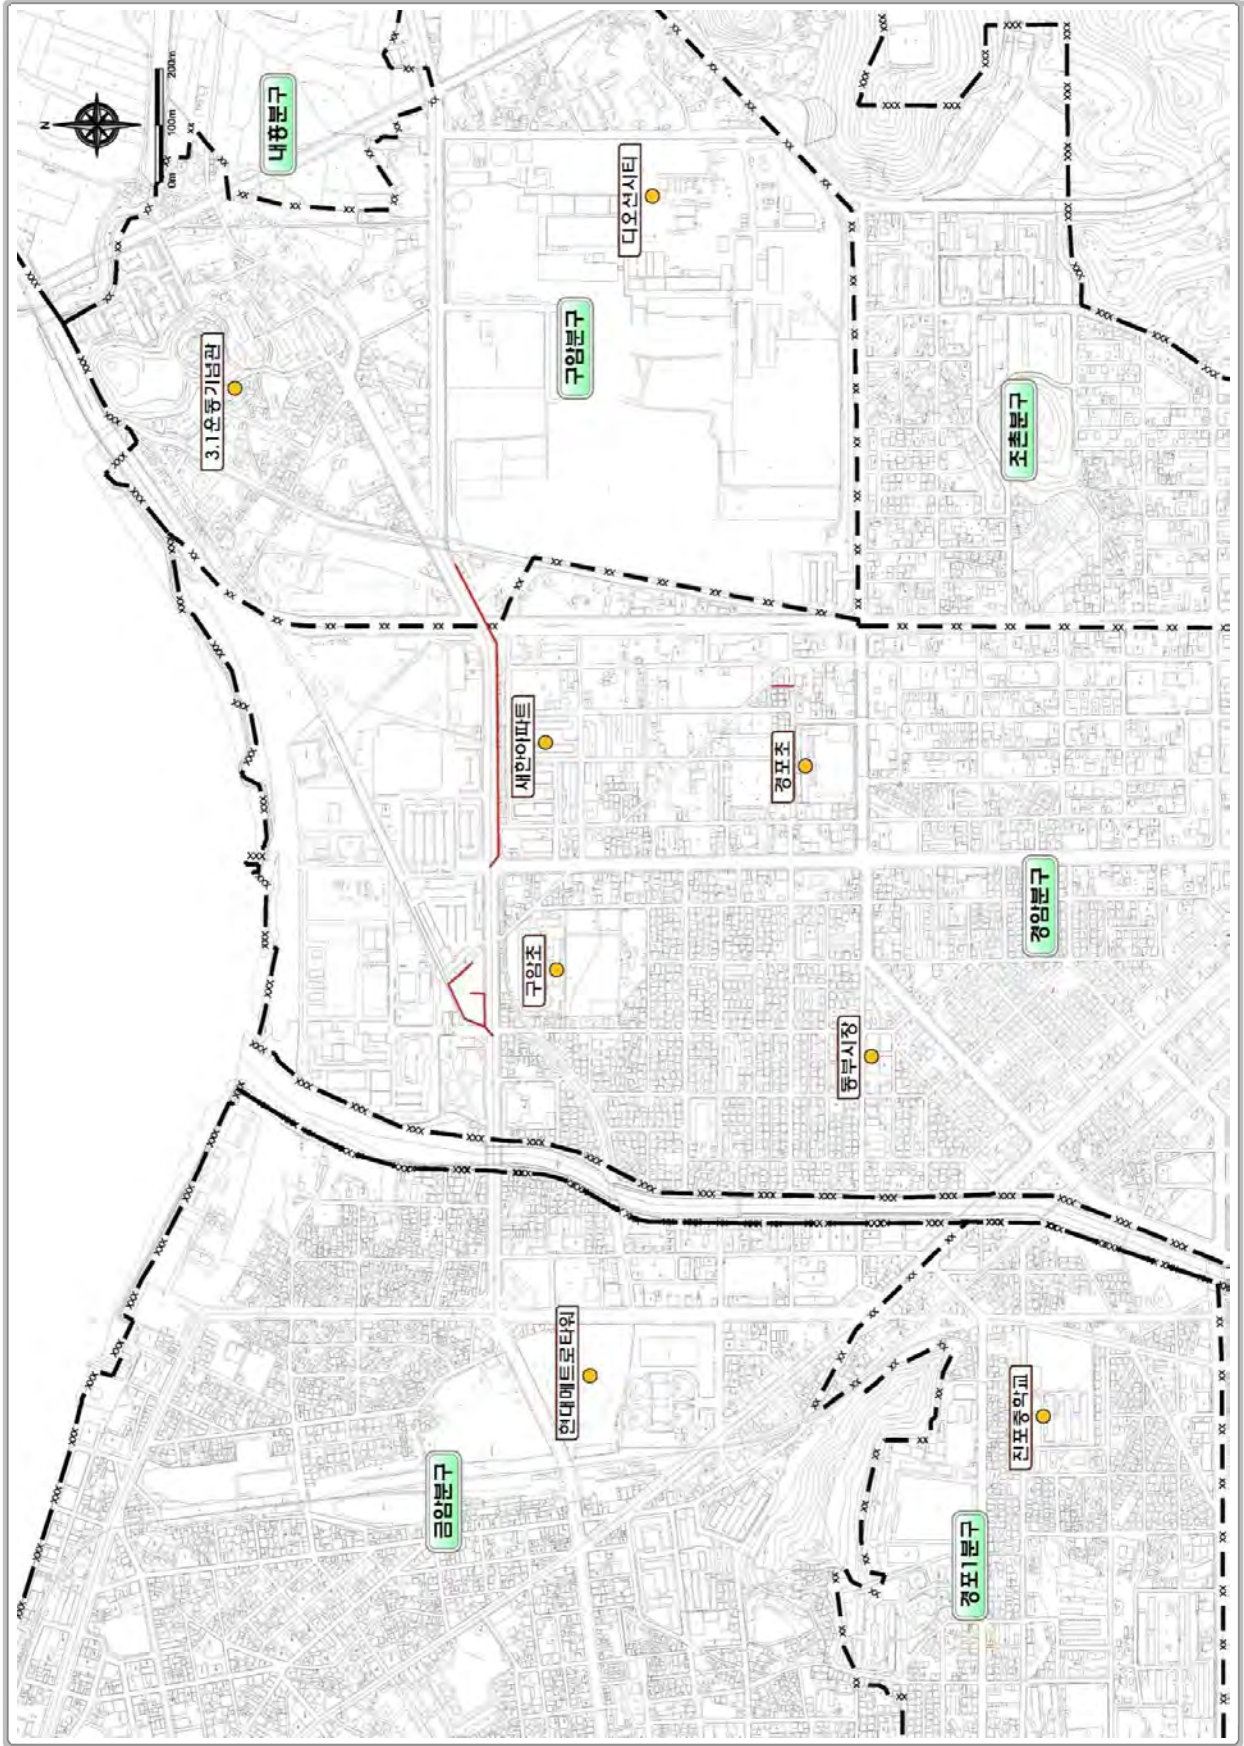 N
0m 100m 200m
내흥분구
3.1운동기념관
디오션시티
구암분구
조촌분구
새한아파트
경포초
경암분구
구암초
동부시장
현대메트로타워
금암분구
진포중학교
경포1분구